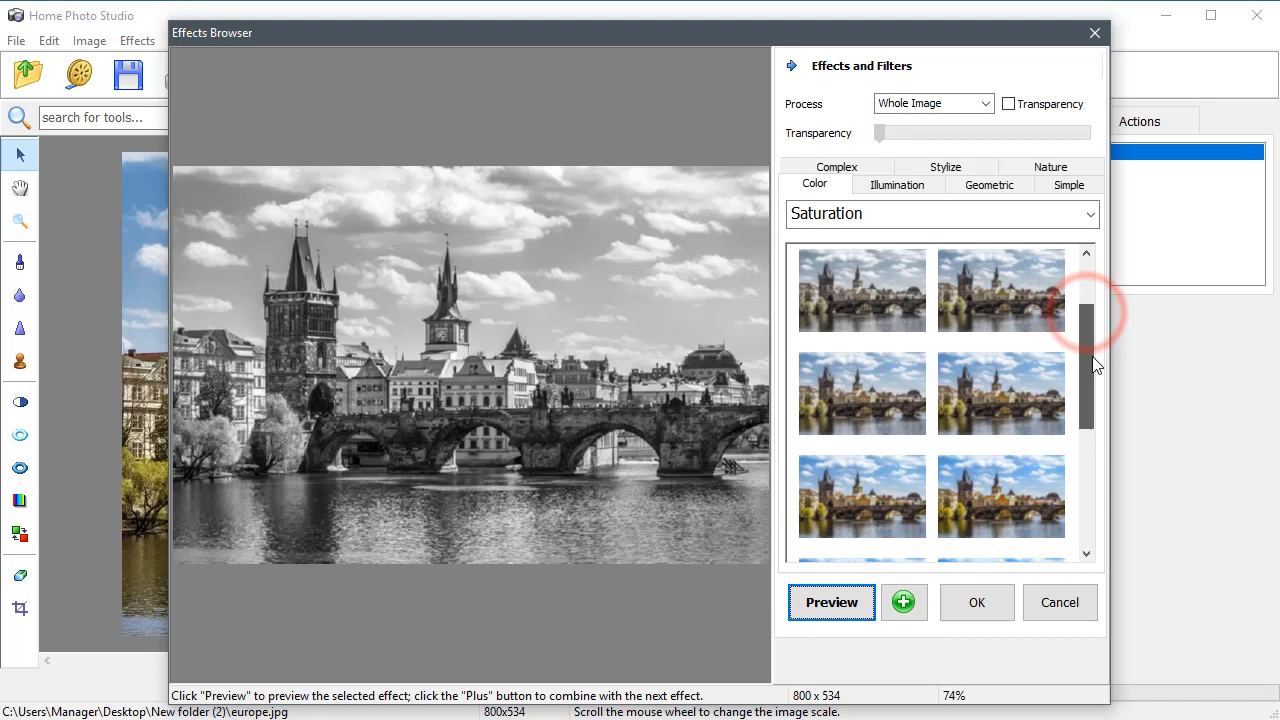 Home Photo Studio
File Edit Image Effects
search for tools...
Effects Browser
Effects and Filters
Process Whole Image Transparency
Transparency
Complex Stylize Nature
Color Illumination Geometric Simple
Saturation
Preview OK Cancel
Click "Preview" to preview the selected effect; click the "Plus" button to combine with the next effect. 800 x 534 74%
Actions
C:\Users\Manager\Desktop\New folder (2)\europe.jpg 800x534 Scroll the mouse wheel to change the image scale.